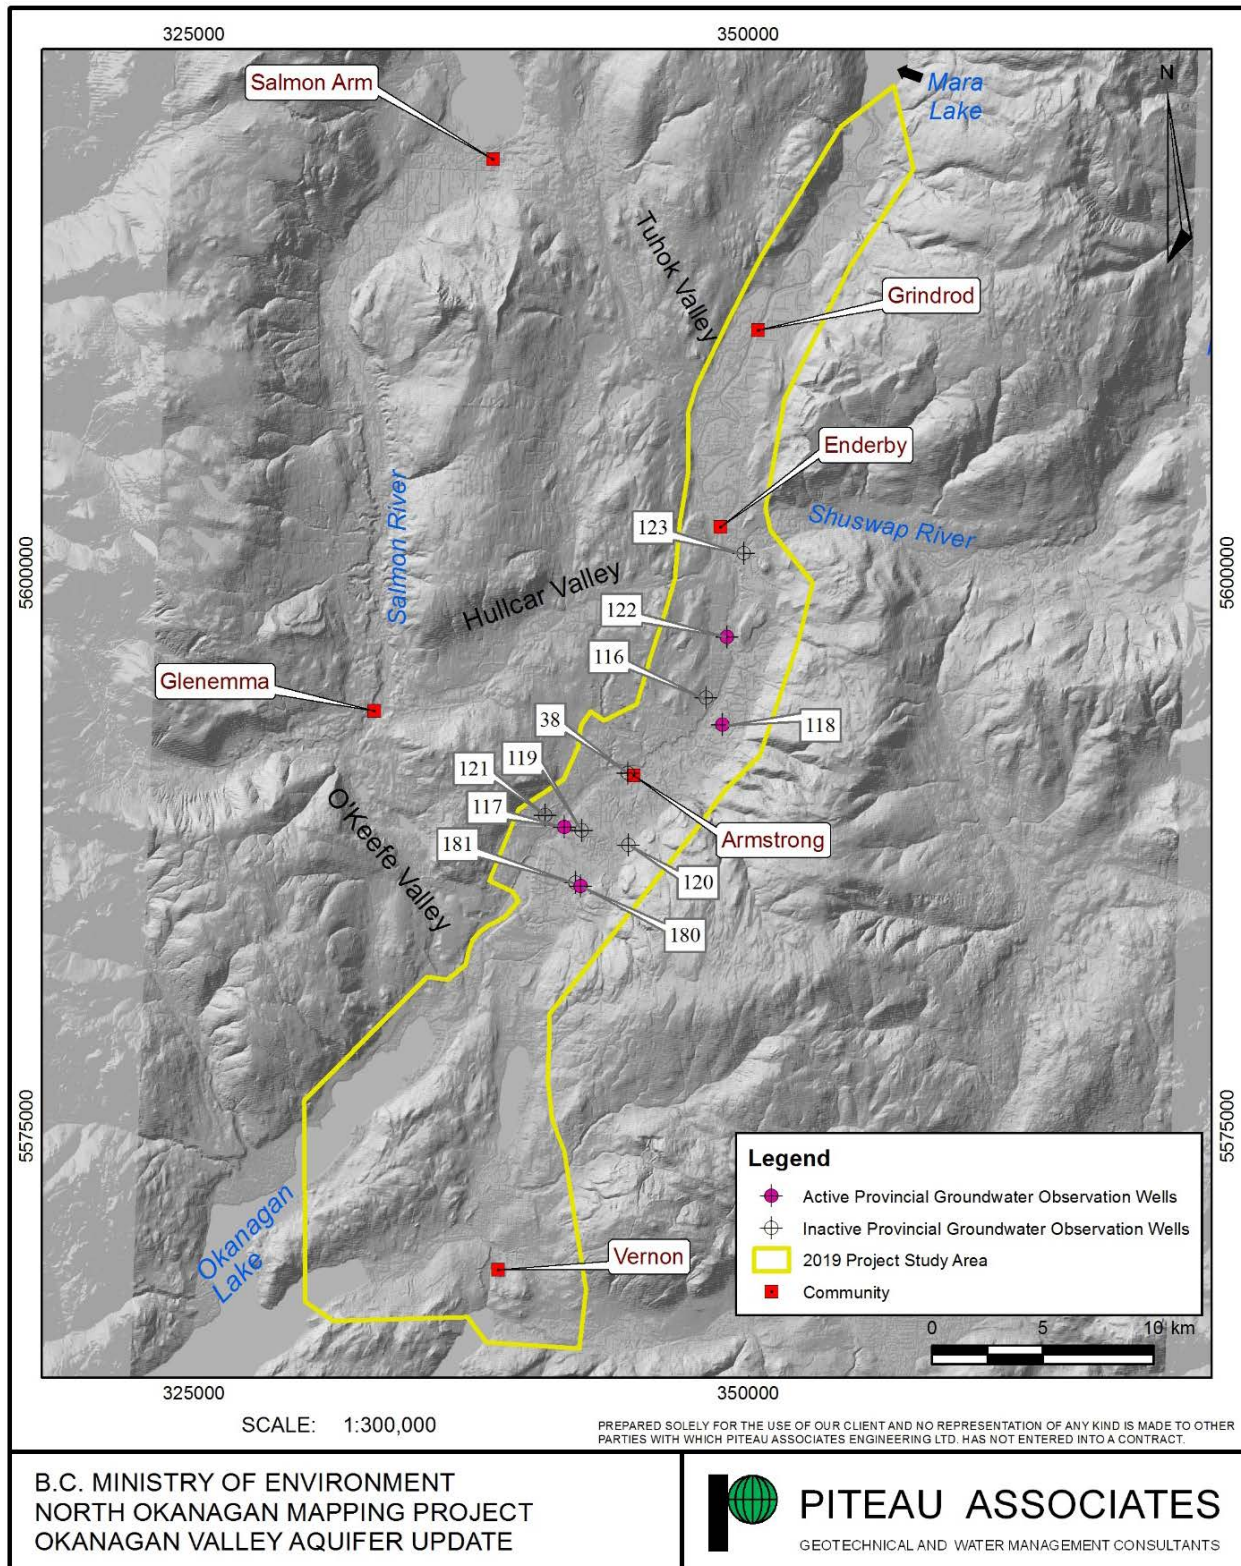 325000
350000
Salmon Arm
Mara
Lake
N
Tuhok Valley
Grindrod
Enderby
Salmon River
Shuswap River
123
5600000
5600000
Hullcar Valley
122
116
Glenemma
38
118
119
121
117
O'Keefe Valley
181
Armstrong
120
180
5575000
5575000
Okanagan
Lake
Vernon
Legend
Active Provincial Groundwater Observation Wells
Inactive Provincial Groundwater Observation Wells
2019 Project Study Area
Community
0 5 10 km
325000
350000
SCALE: 1:300,000
PREPARED SOLELY FOR THE USE OF OUR CLIENT AND NO REPRESENTATION OF ANY KIND IS MADE TO OTHER
PARTIES WITH WHICH PITEAU ASSOCIATES ENGINEERING LTD. HAS NOT ENTERED INTO A CONTRACT.
B.C. MINISTRY OF ENVIRONMENT
NORTH OKANAGAN MAPPING PROJECT
OKANAGAN VALLEY AQUIFER UPDATE
PITEAU ASSOCIATES
GEOTECHNICAL AND WATER MANAGEMENT CONSULTANTS